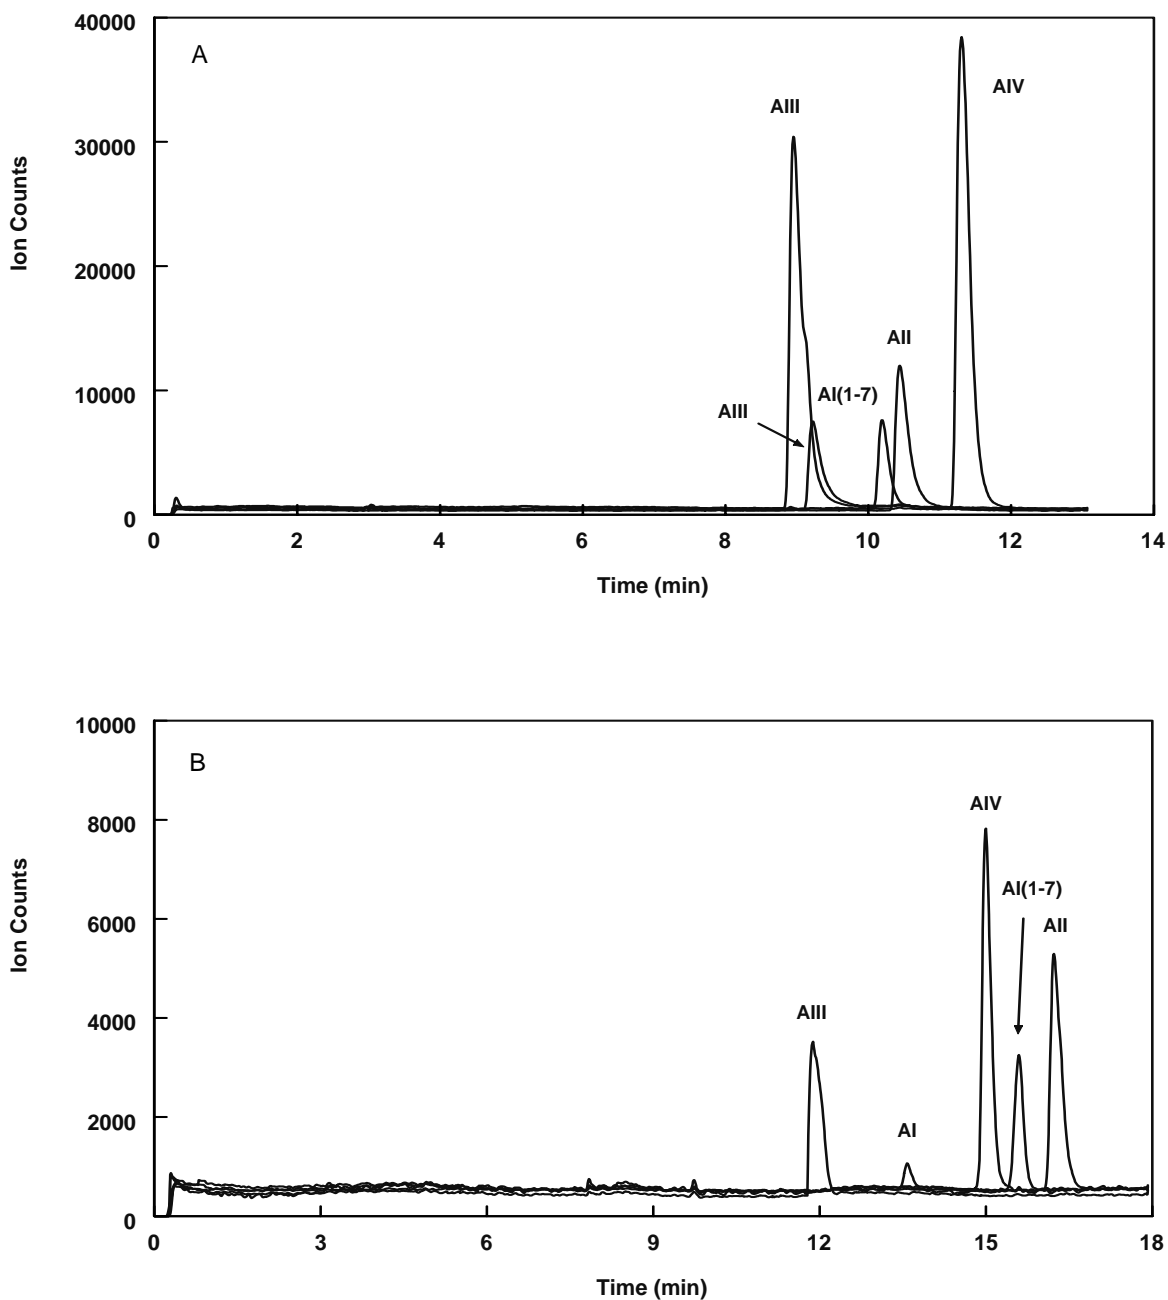 40000
A
AIV
AIII
30000
Ion Counts
20000
AII
AI(1-7)
10000
AIII
0
0 2 4 6 8 10 12 14
Time (min)
10000
B
AIV
8000
AI(1-7)
Ion Counts
AII
6000
AIII
4000
2000
AI
0
0 3 6 9 12 15 18
Time (min)